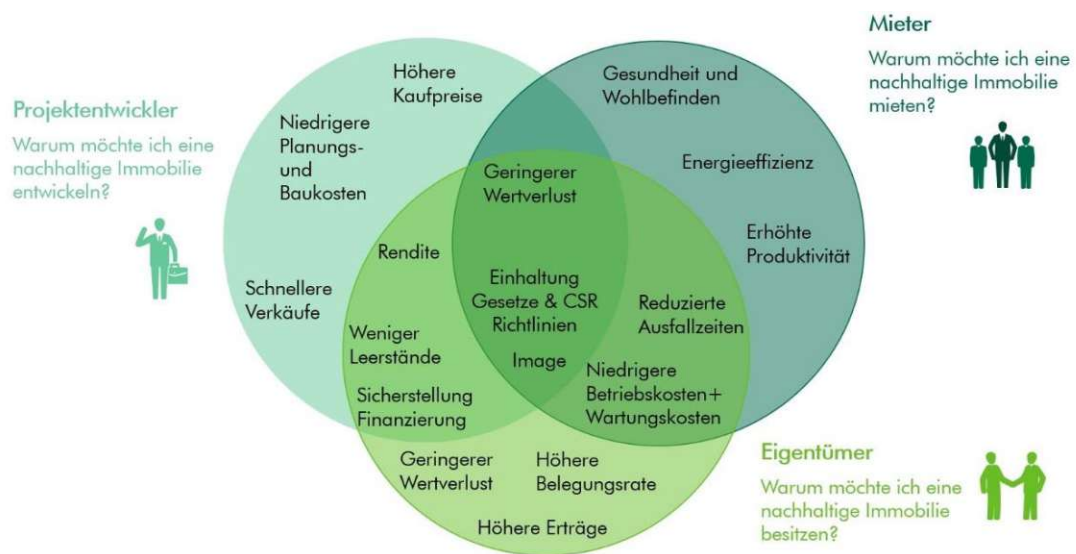 Projektentwickler
Warum möchte ich eine
nachhaltige Immobilie
entwickeln?
Mieter
Warum möchte ich eine
nachhaltige Immobilie
mieten?
Höhere
Kaufpreise
Niedrigere
Planungs-
und
Baukosten
Schnellere
Verkäufe
Gesundheit und
Wohlbefinden
Energieeffizienz
Erhöhte
Produktivität
Geringerer
Wertverlust
Rendite
Einhaltung
Gesetze & CSR
Richtlinien
Image
Weniger
Leerstände
Sicherstellung
Finanzierung
Reduzierte
Ausfallzeiten
Niedrigere
Betriebskosten+
Wartungskosten
Geringerer
Wertverlust
Höhere
Belegungsrate
Höhere Erträge
Eigentümer
Warum möchte ich eine
nachhaltige Immobilie
besitzen?